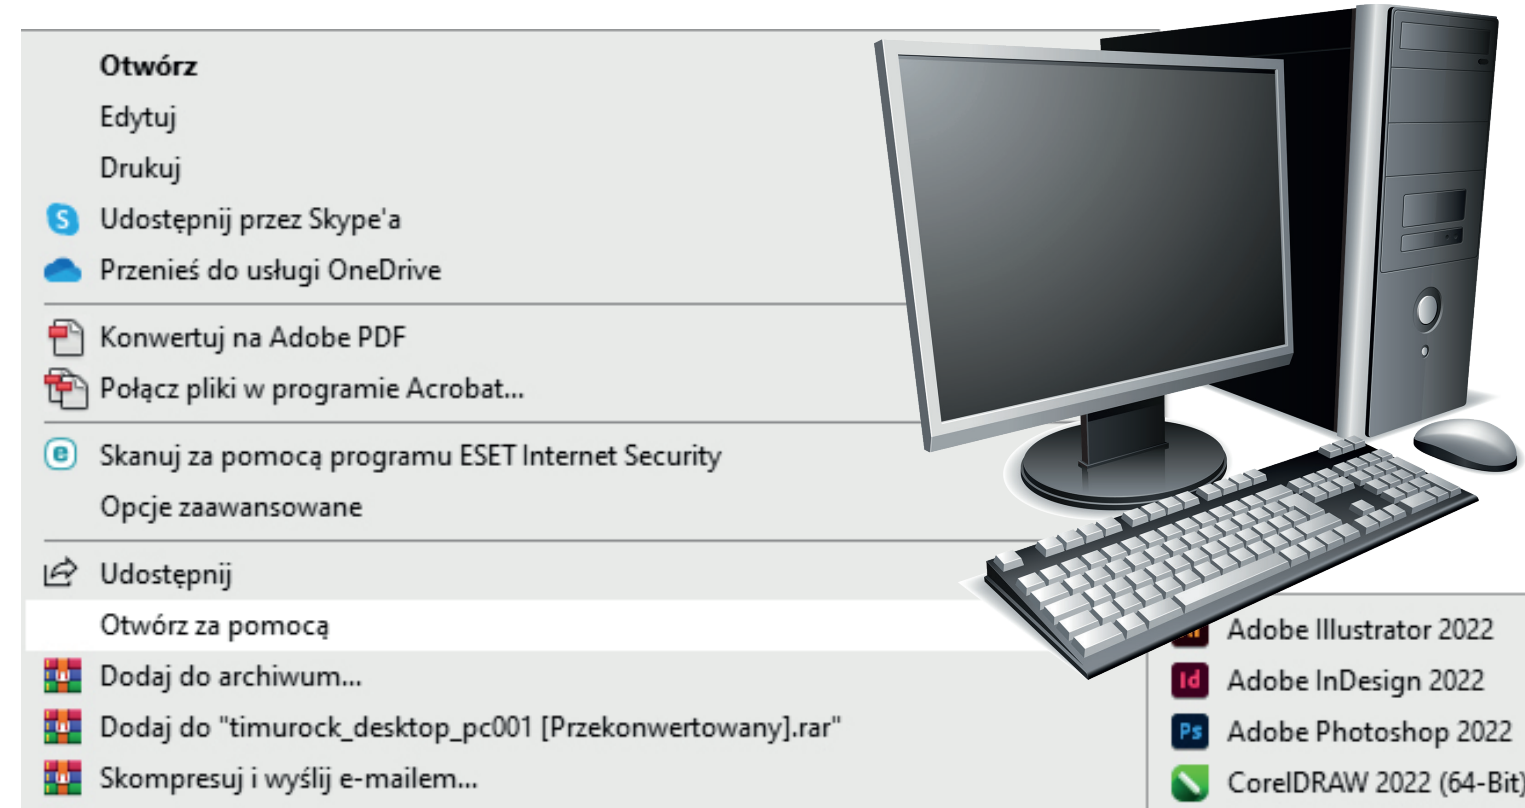 Otwórz
Edytuj
Drukuj
Udostępnij przez Skype'a
Przenieś do usługi OneDrive
Konwertuj na Adobe PDF
Połącz pliki w programie Acrobat...
Skanuj za pomocą programu ESET Internet Security
Opcje zaawansowane
Udostępnij
Otwórz za pomocą
Dodaj do archiwum...
Dodaj do "timurock_desktop_pc001 [Przekonwertowany].rar"
Skompresuj i wyślij e-mailem...
Adobe Illustrator 2022
Id Adobe InDesign 2022
Ps Adobe Photoshop 2022
CorelDRAW 2022 (64-Bit)